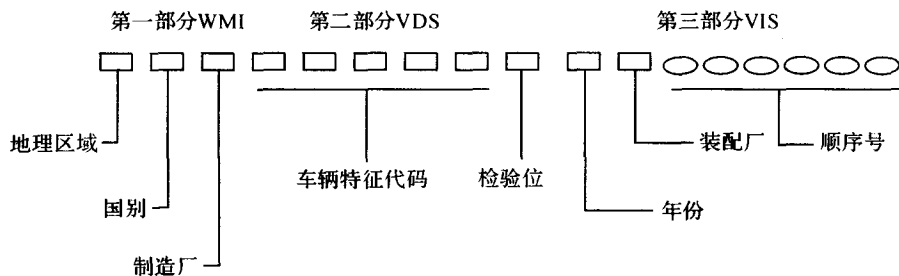 第一部分WMI 第二部分VDS 第三部分VIS
地理区域 装配厂 顺序号
车辆特征代码 检验位
国别 年份
制造厂